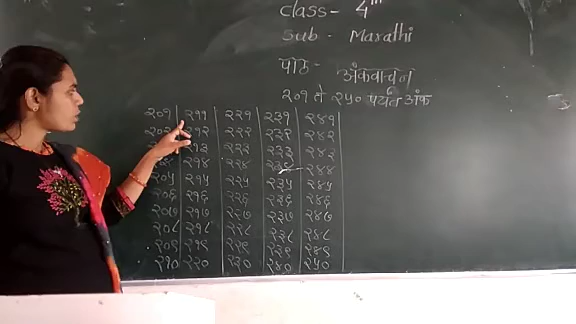 Class - 4th
Sub - Marathi
पाठ - अंकवाचन
२०१ ते २५० पर्यंत अंक
२०१ २११ २२१ २३१ २४१
२१२ २२२ २३२ २४२
२१३ २२३ २३३ २४३
२१४ २२४ २३४ २४४
२०५ २१५ २२५ २३५ २४५
२०६ २१६ २२६ २३६ २४६
२०७ २१७ २२७ २३७ २४७
२०८ २१८ २२८ २३८ २४८
२०९ २१९ २२९ २३९ २४९
२१० २२० २३० २४० २५०